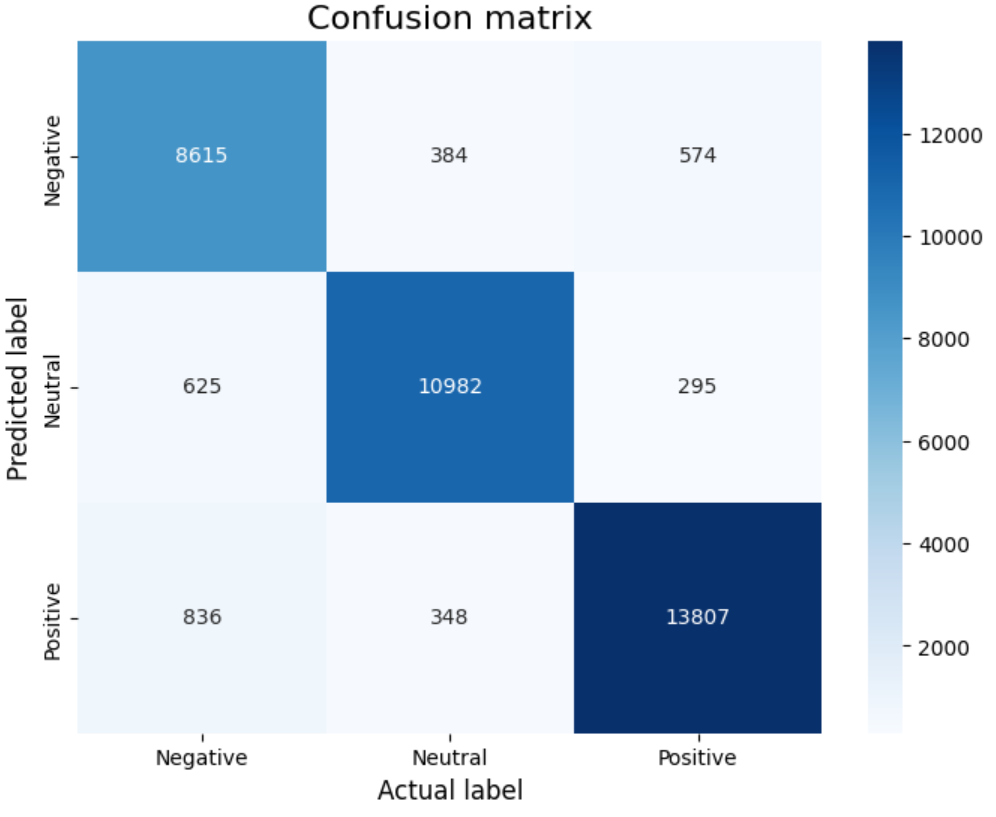 Confusion matrix
Negative
8615 384 574
12000
10000
Predicted label
Neutral
625 10982 295
8000
6000
Positive
836 348 13807
4000
2000
Negative Neutral Positive
Actual label